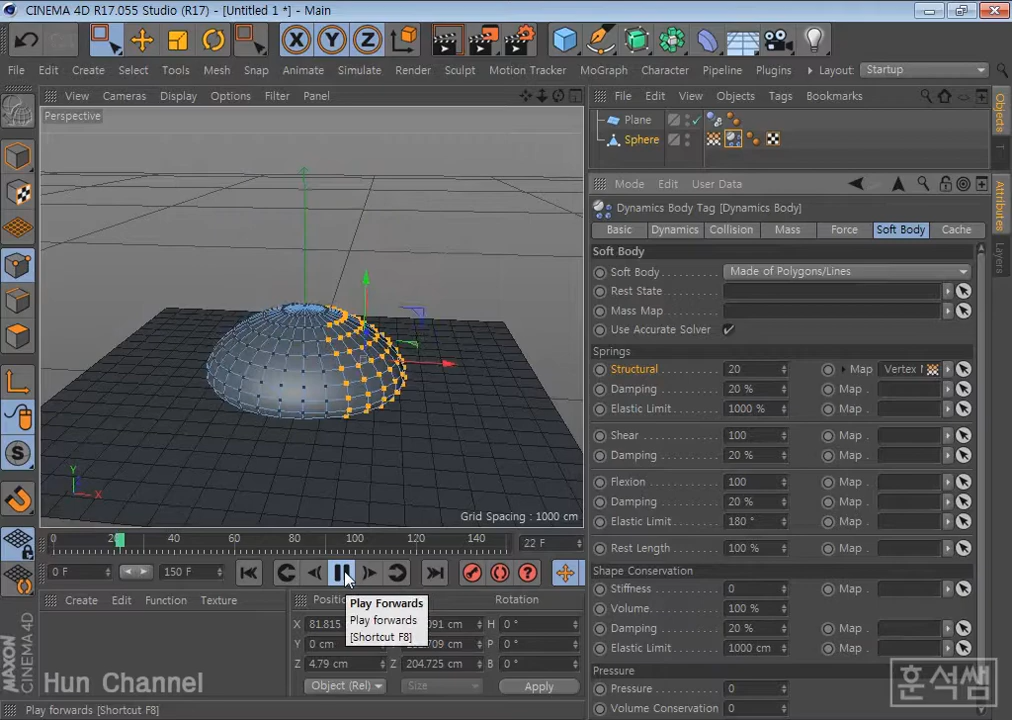 CINEMA 4D R17.055 Studio (R17) - [Untitled 1 *] - Main
File Edit Create Select Tools Mesh Snap Animate Simulate Render Sculpt Motion Tracker MoGraph Character Pipeline Plugins Layout: Startup
View Cameras Display Options Filter Panel
Perspective
Grid Spacing : 1000 cm
Y
X
0 20 40 60 80 100 120 140
22 F
0 F
150 F
Create Edit Function Texture
Rotation
X 81.815
H 0 °
0 cm
P 0 °
Z 4.79 cm Z 204.725 cm B 0 °
Object (Rel) Size Apply
Play Forwards
Play forwards
[Shortcut F8]
MAXON
CINEMA 4D
Hun Channel
Play forwards [Shortcut F8]
File Edit View Objects Tags Bookmarks
Plane
Sphere
Objects
Attributes
Layers
Mode Edit User Data
Dynamics Body Tag [Dynamics Body]
Basic Dynamics Collision Mass Force Soft Body Cache
Soft Body
Soft Body Made of Polygons/Lines
Rest State
Mass Map
Use Accurate Solver
Springs
Structural 20 Map
Damping 20 % Map
Elastic Limit 1000 % Map
Shear 100 Map
Damping 20 % Map
Flexion 100 Map
Damping 20 % Map
Elastic Limit 180 ° Map
Rest Length 100 % Map
Shape Conservation
Stiffness 0 Map
Volume 100 % Map
Damping 20 % Map
Elastic Limit 1000 cm Map
Pressure
Pressure 0 Map
Volume Conservation 0 Map
훈석쌤